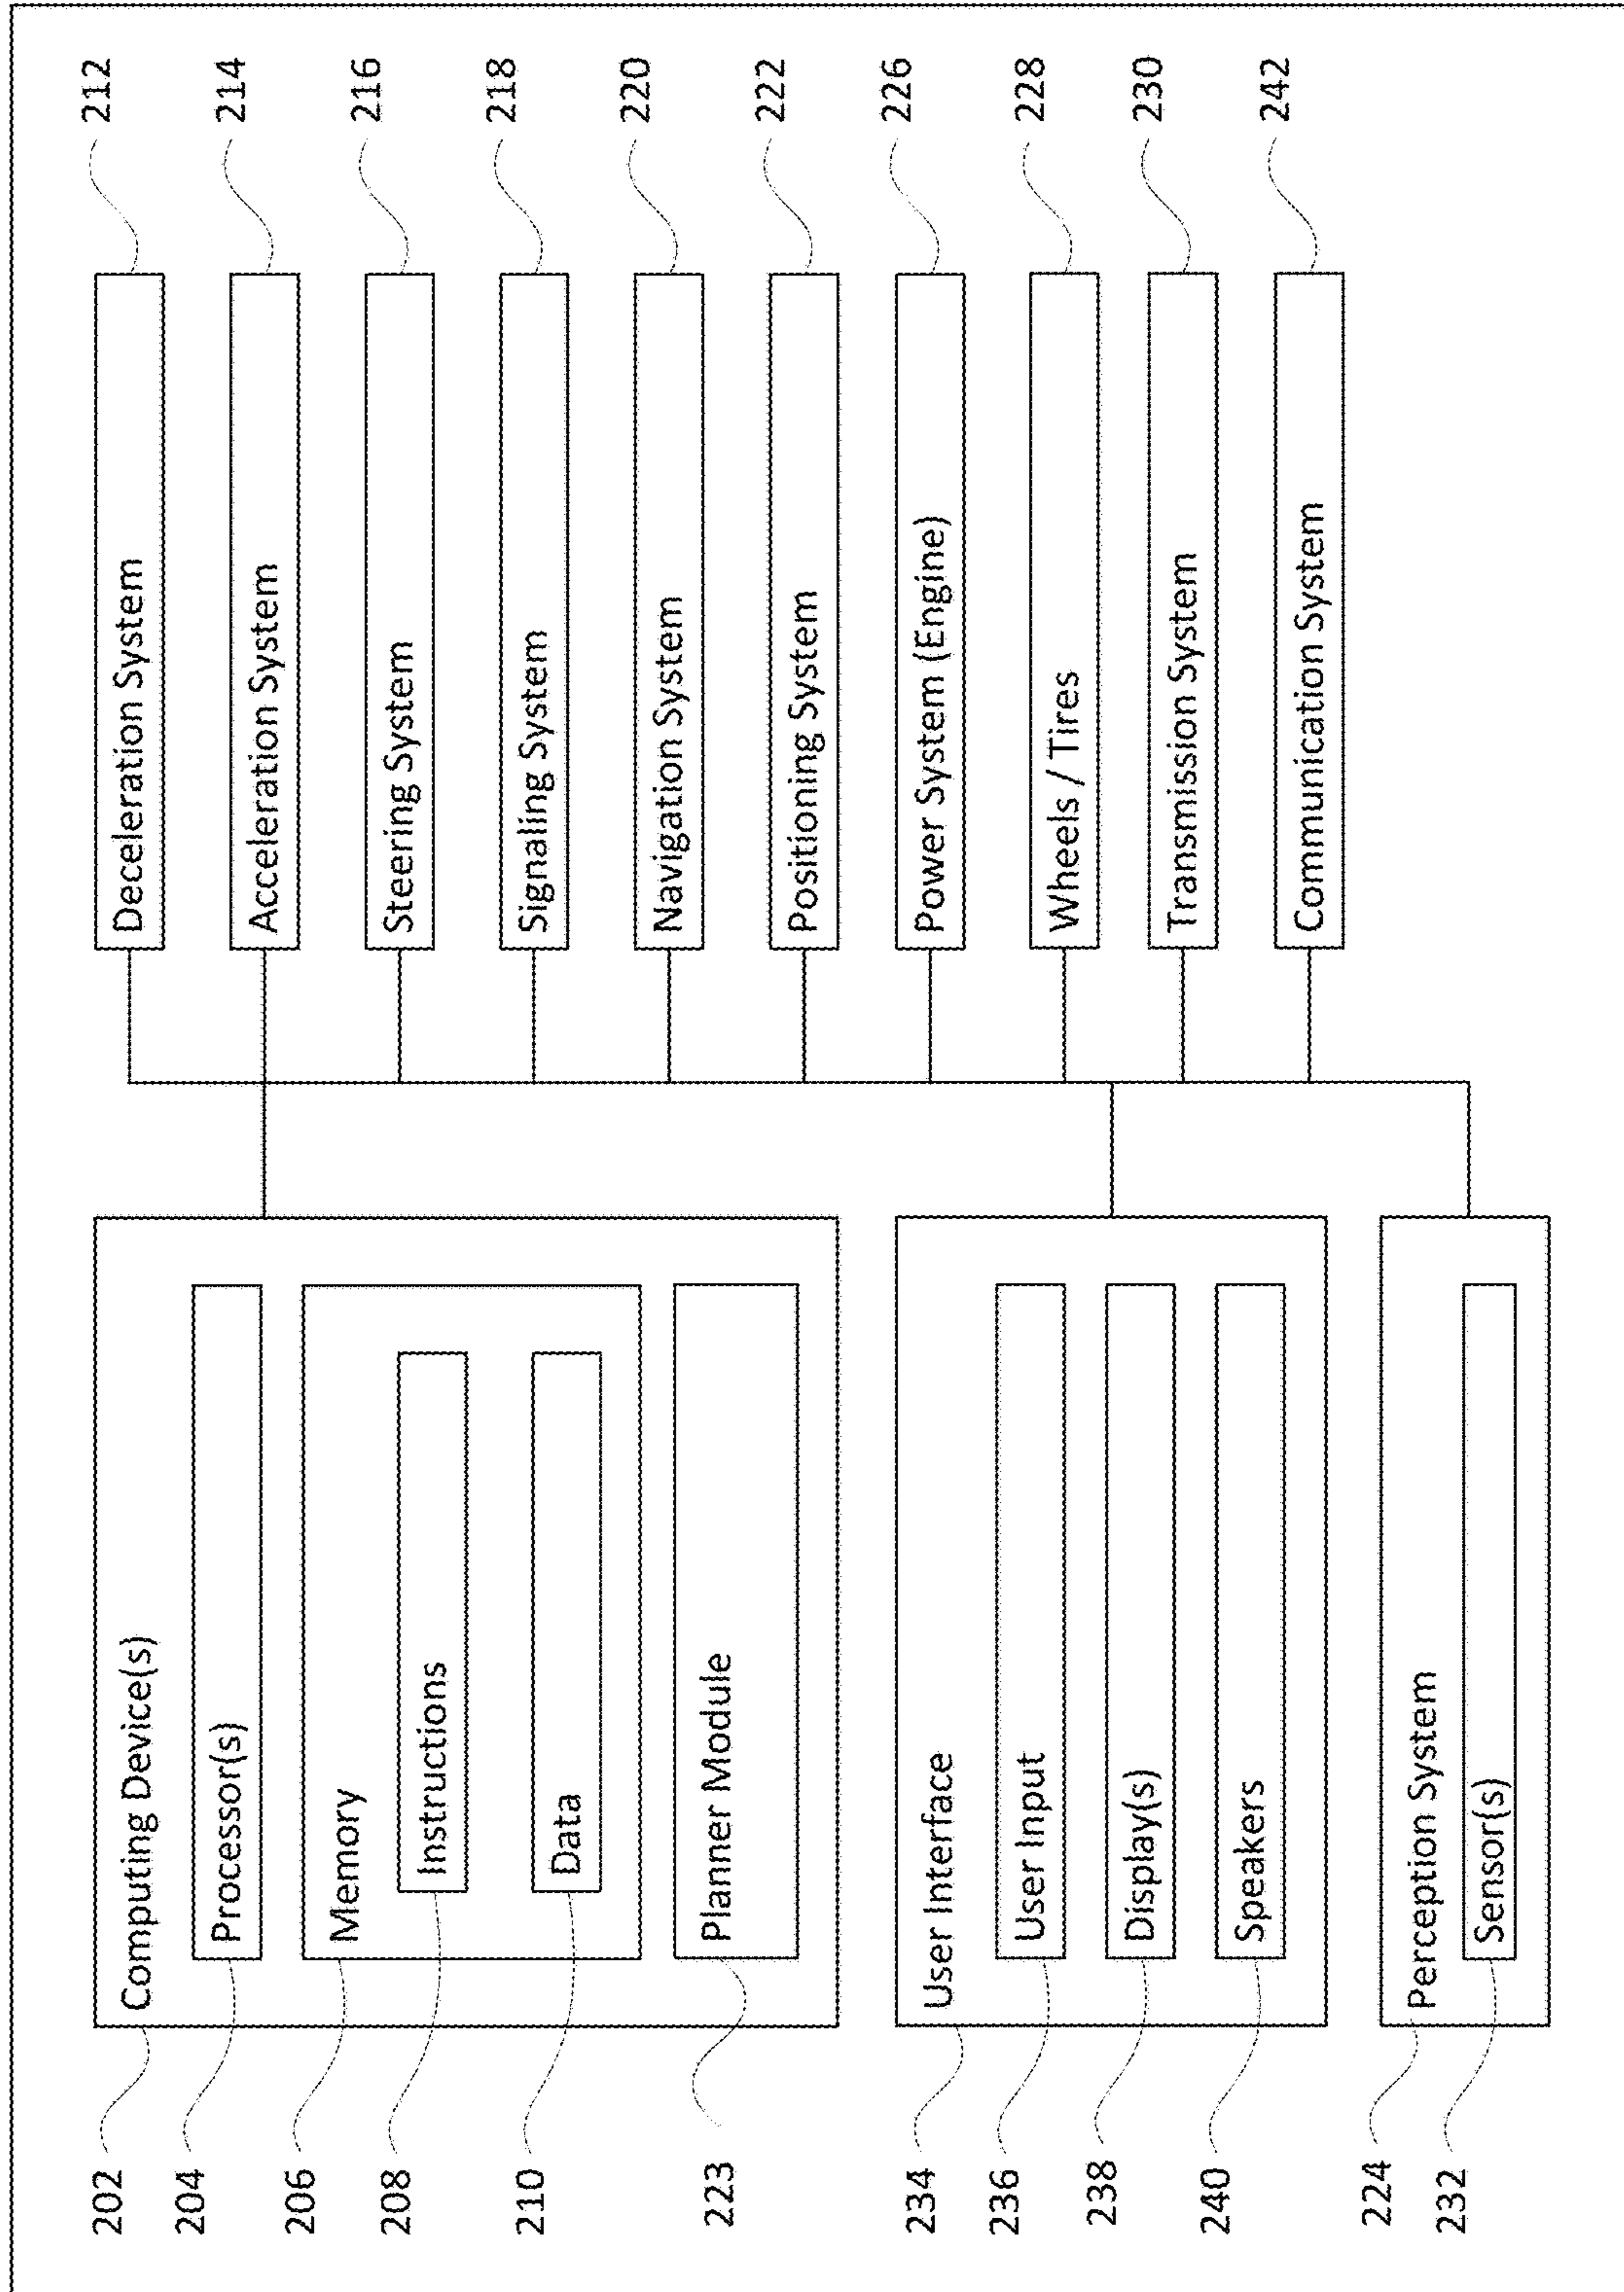 202
Computing Device(s)
204
Processor(s)
206
Memory
208
Instructions
210
Data
223
Planner Module
234
User Interface
236
User Input
238
Display(s)
240
Speakers
224
Perception System
232
Sensor(s)
Deceleration System
212
Acceleration System
214
Steering System
216
Signaling System
218
Navigation System
220
Positioning System
222
Power System (Engine)
226
Wheels / Tires
228
Transmission System
230
Communication System
242